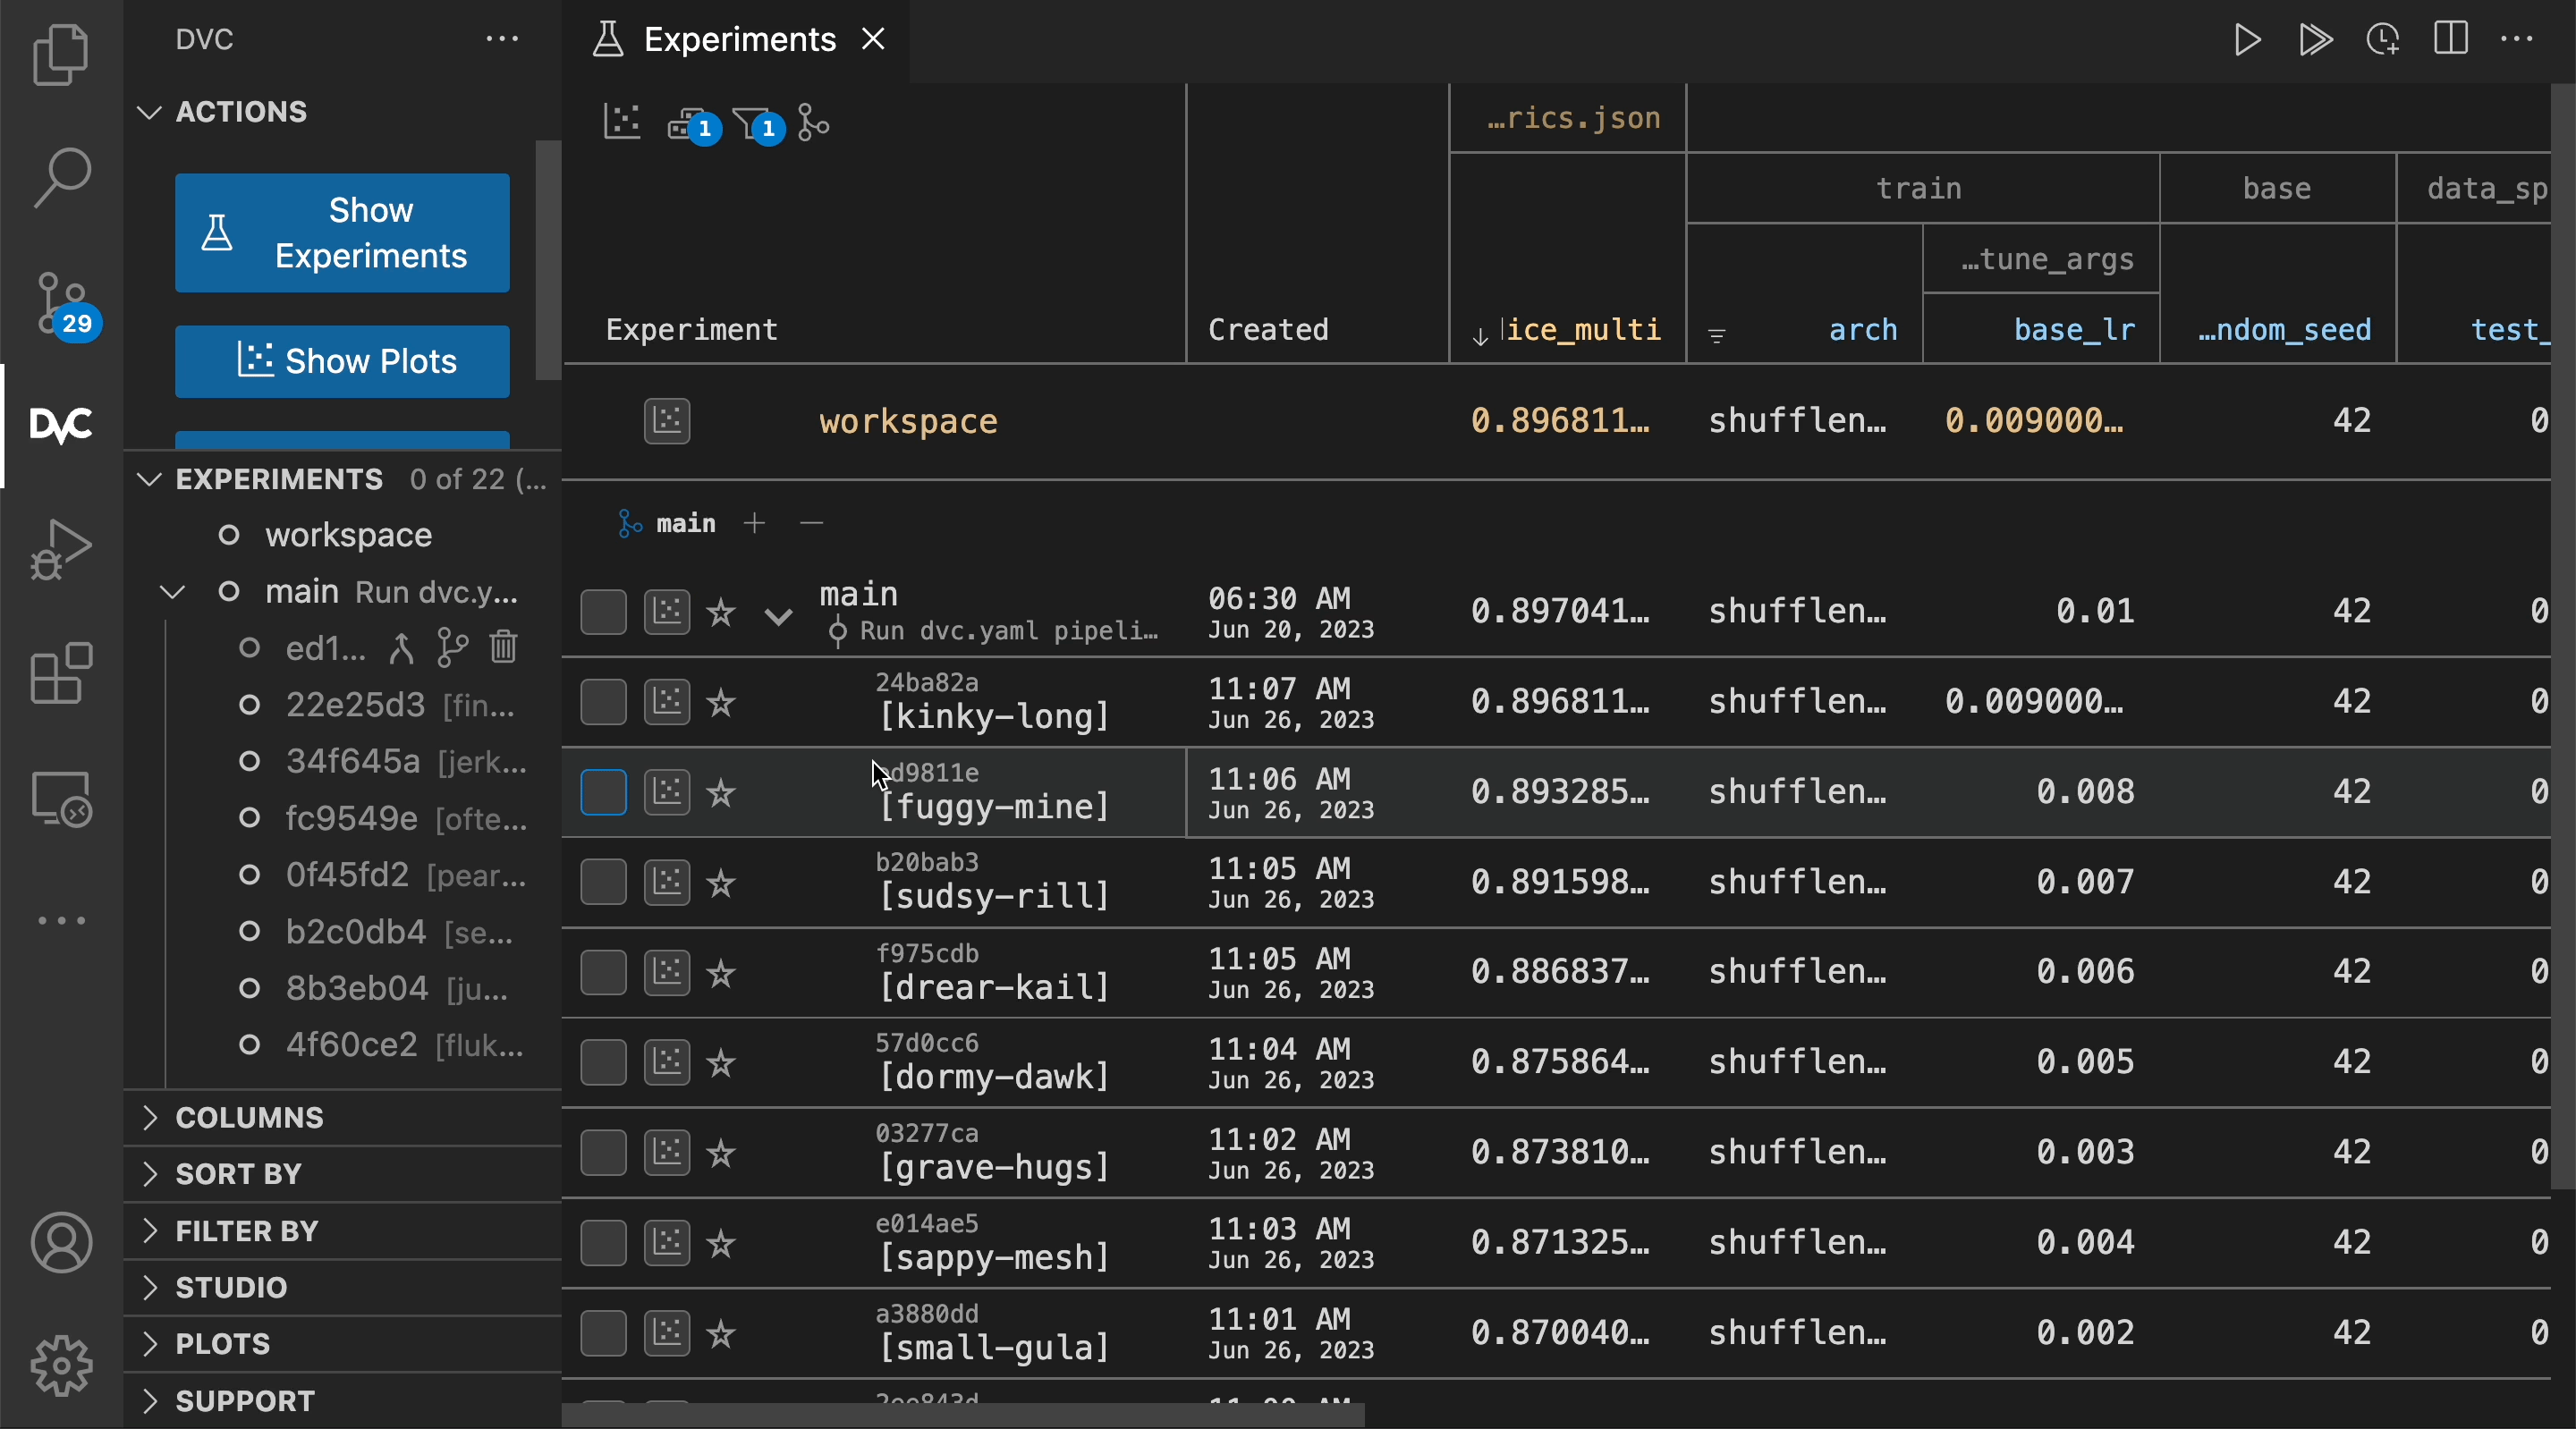 DVC
ACTIONS
Show
Experiments
Show Plots
EXPERIMENTS 0 of 22 (...
workspace
main Run dvc.y...
ed1...
22e25d3 [fin...
34f645a [jerk...
fc9549e [ofte...
0f45fd2 [pear...
b2c0db4 [se...
8b3eb04 [ju...
4f60ce2 [fluk...
COLUMNS
SORT BY
FILTER BY
STUDIO
PLOTS
SUPPORT
29
DVC
Experiments
1
1
…rics.json
train
base
data_sp
…tune_args
Experiment
Created
ice_multi
arch
base_lr
…ndom_seed
test_
workspace 0.896811… shufflen… 0.009000… 42 0
main
main 06:30 AM 0.897041… shufflen… 0.01 42 0
Run dvc.yaml pipeli… Jun 20, 2023
24ba82a 11:07 AM 0.896811… shufflen… 0.009000… 42 0
[kinky-long] Jun 26, 2023
d9811e 11:06 AM 0.893285… shufflen… 0.008 42 0
[fuggy-mine] Jun 26, 2023
b20bab3 11:05 AM 0.891598… shufflen… 0.007 42 0
[sudsy-rill] Jun 26, 2023
f975cdb 11:05 AM 0.886837… shufflen… 0.006 42 0
[drear-kail] Jun 26, 2023
57d0cc6 11:04 AM 0.875864… shufflen… 0.005 42 0
[dormy-dawk] Jun 26, 2023
03277ca 11:02 AM 0.873810… shufflen… 0.003 42 0
[grave-hugs] Jun 26, 2023
e014ae5 11:03 AM 0.871325… shufflen… 0.004 42 0
[sappy-mesh] Jun 26, 2023
a3880dd 11:01 AM 0.870040… shufflen… 0.002 42 0
[small-gula] Jun 26, 2023